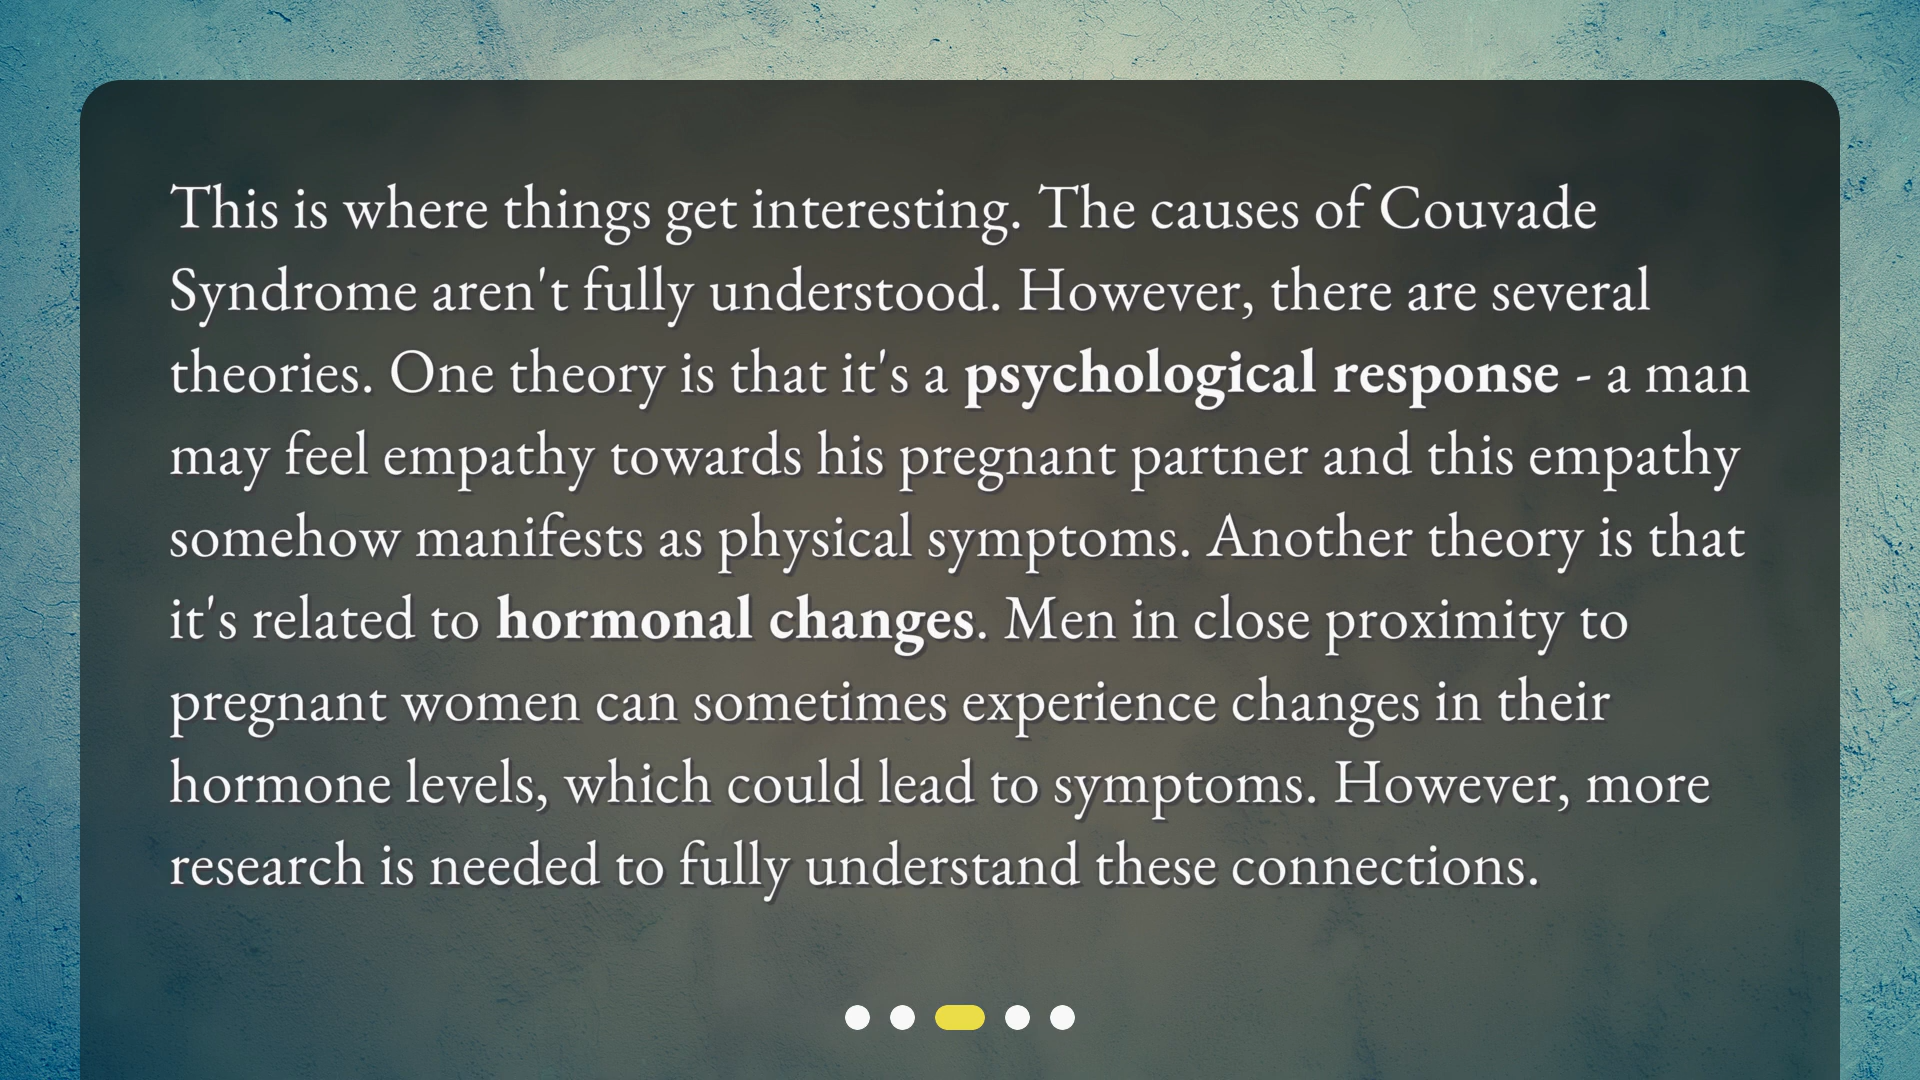 This is where things get interesting. The causes of Couvade
Syndrome aren't fully understood. However, there are several
theories. One theory is that it's a psychological response - a man
may feel empathy towards his pregnant partner and this empathy
somehow manifests as physical symptoms. Another theory is that
it's related to hormonal changes. Men in close proximity to
pregnant women can sometimes experience changes in their
hormone levels, which could lead to symptoms. However, more
research is needed to fully understand these connections.